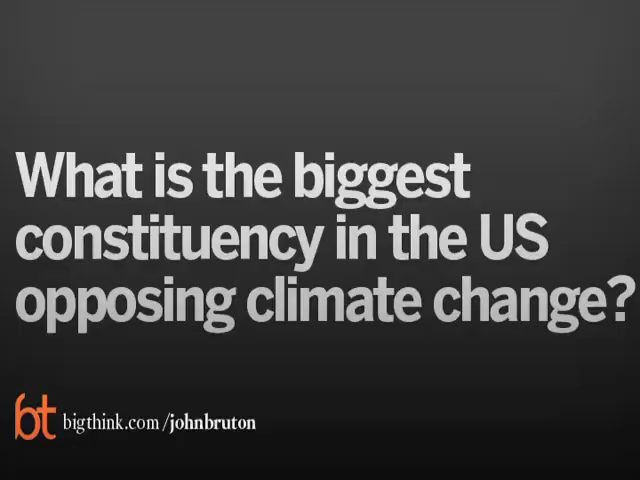 What is the biggest
constituency in the US
opposing climate change?
bt bigthink.com/johnbruton